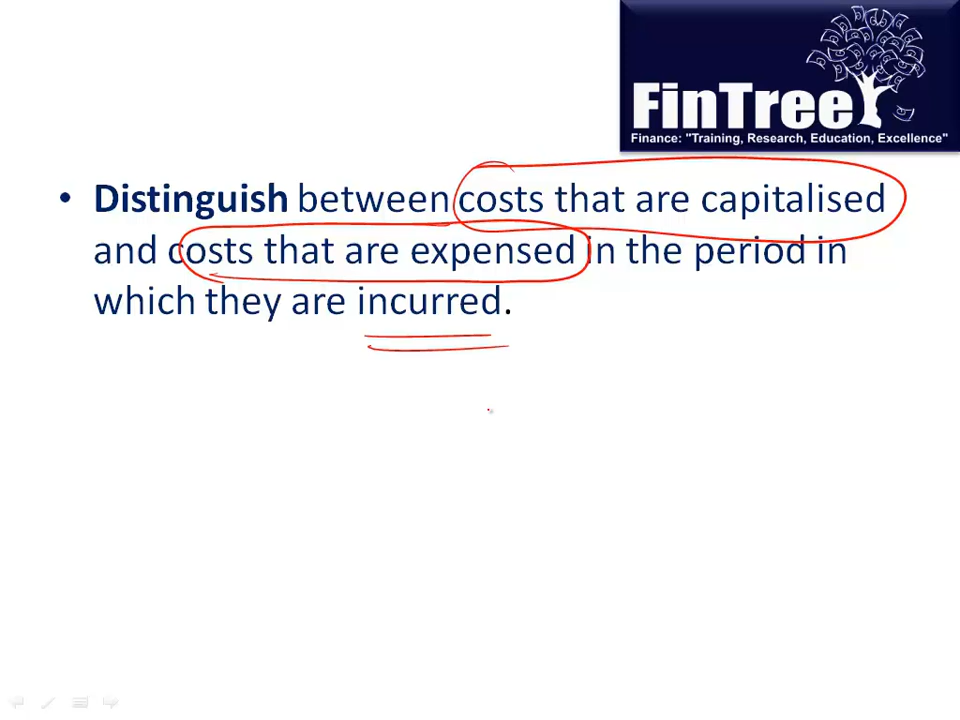 FinTree
Finance: "Training, Research, Education, Excellence"
• Distinguish between costs that are capitalised
and costs that are expensed in the period in
which they are incurred.